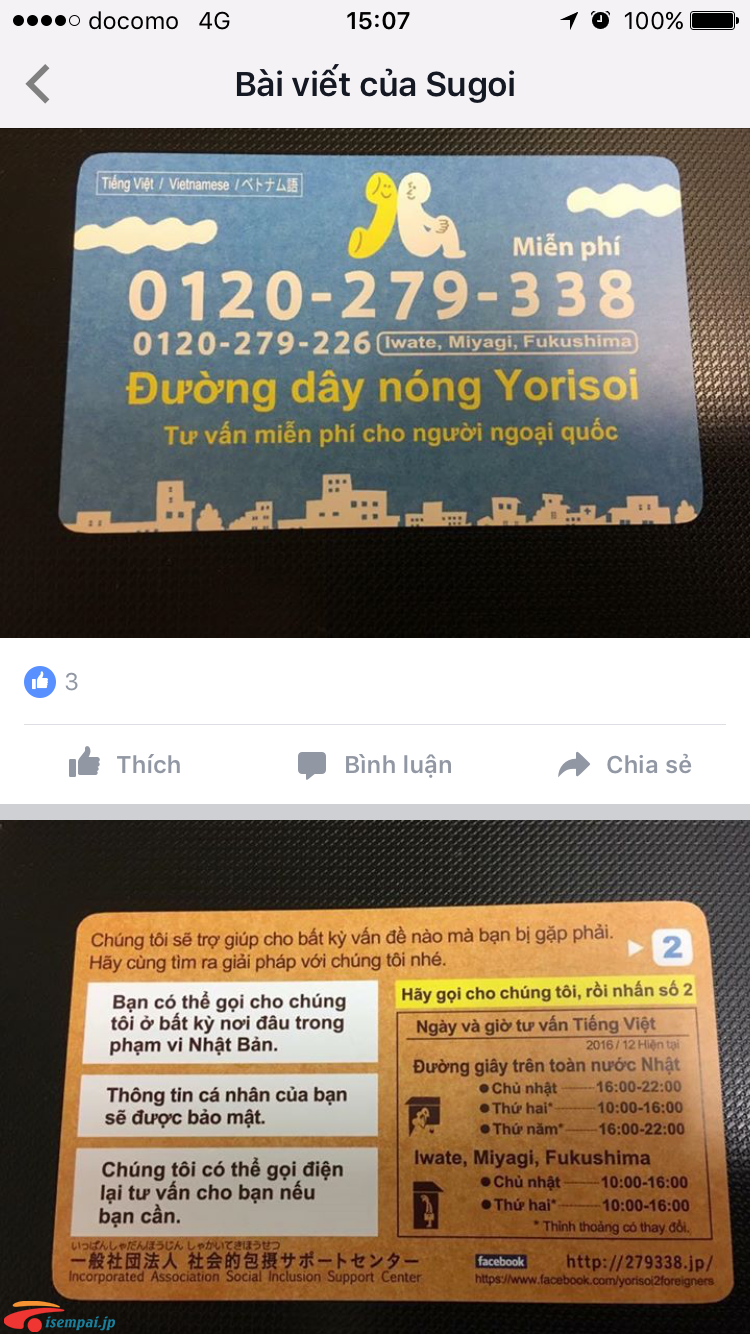 docomo 4G 15:07 100%
Bài viết của Sugoi
Tiếng Việt / Vietnamese / ベトナム語
Miễn phí
0120-279-338
0120-279-226 Iwate, Miyagi, Fukushima
Đường dây nóng Yorisoi
Tư vấn miễn phí cho người ngoại quốc
3
Thích Bình luận Chia sẻ
Chúng tôi sẽ trợ giúp cho bất kỳ vấn đề nào mà bạn bị gặp phải.
Hãy cùng tìm ra giải pháp với chúng tôi nhé.
2
Bạn có thể gọi cho chúng
tôi ở bất kỳ nơi đâu trong
phạm vi Nhật Bản.
Thông tin cá nhân của bạn
sẽ được bảo mật.
Chúng tôi có thể gọi điện
lại tư vấn cho bạn nếu
bạn cần.
Hãy gọi cho chúng tôi, rồi nhấn số 2
Ngày và giờ tư vấn Tiếng Việt
2016 / 12 Hiện tại
Đường giây trên toàn nước Nhật
●Chủ nhật 16:00-22:00
●Thứ hai* 10:00-16:00
●Thứ năm* 16:00-22:00
Iwate, Miyagi, Fukushima
●Chủ nhật 10:00-16:00
●Thứ hai* 10:00-16:00
* Thỉnh thoảng có thay đổi.
いっぱんしゃだんほうじん しゃかいてきほうせつ
一般社団法人 社会的包摂サポートセンター
Incorporated Association Social Inclusion Support Center
facebook http://279338.jp/
https://www.facebook.com/yorisoi2foreigners
isempai.jp